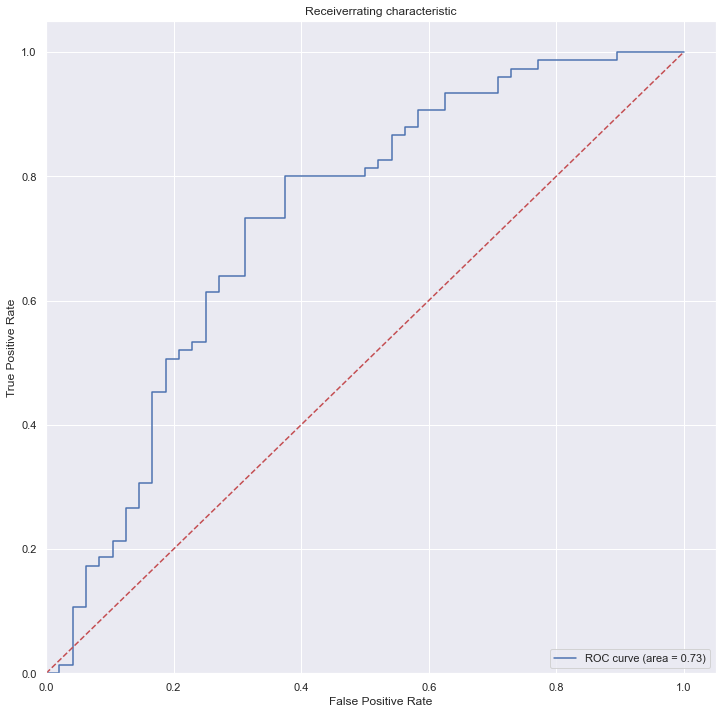 Receiverrating characteristic
True Positive Rate
1.0
0.8
0.6
0.4
0.2
0.0
0.0 0.2 0.4 0.6 0.8 1.0
False Positive Rate
ROC curve (area = 0.73)